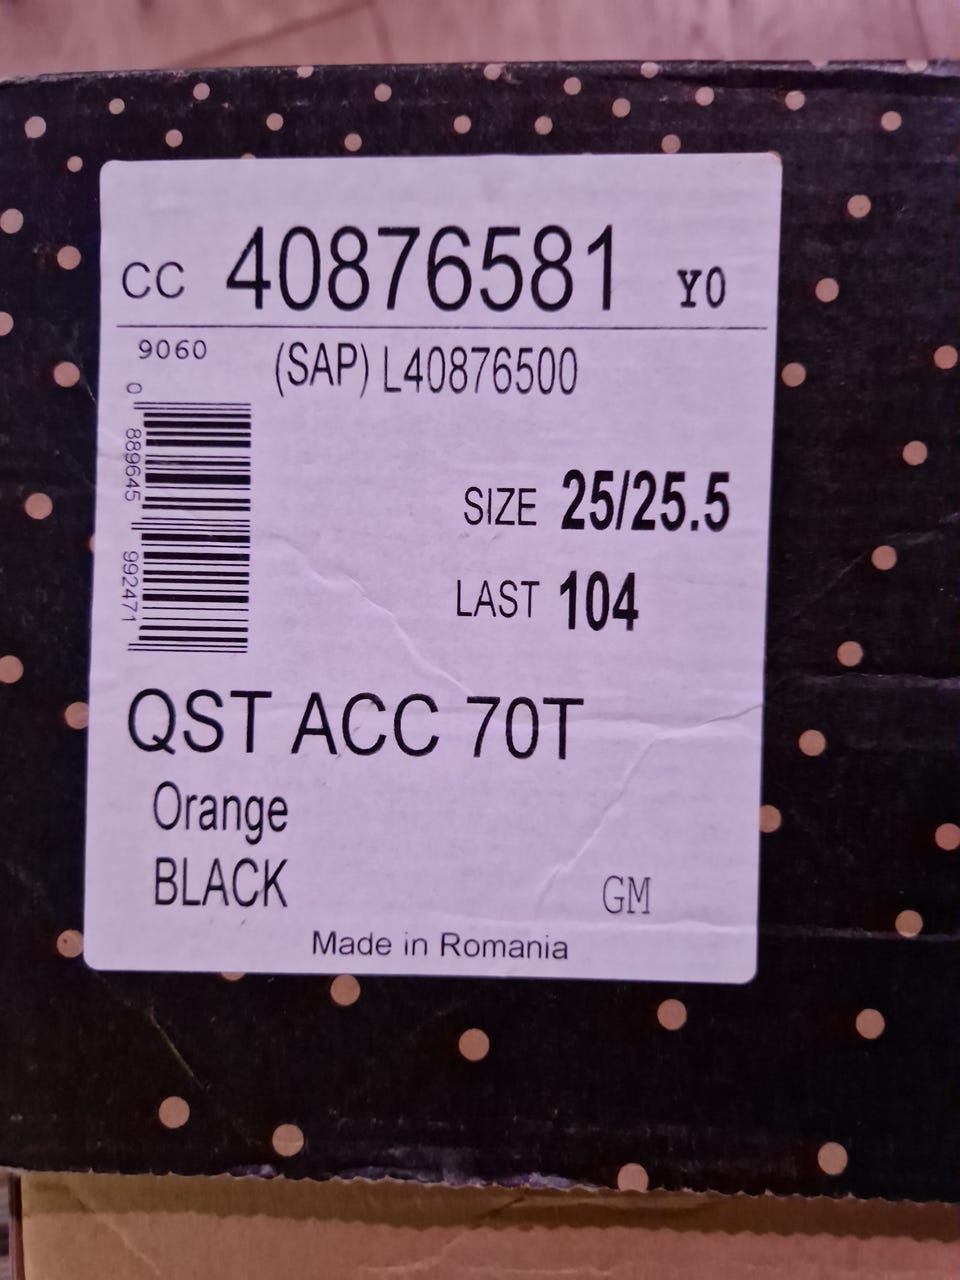 CC 40876581 Y0
9060 (SAP) L40876500
0 889645 992471
SIZE 25/25.5
LAST 104
QST ACC 70T
Orange
BLACK
GM
Made in Romania